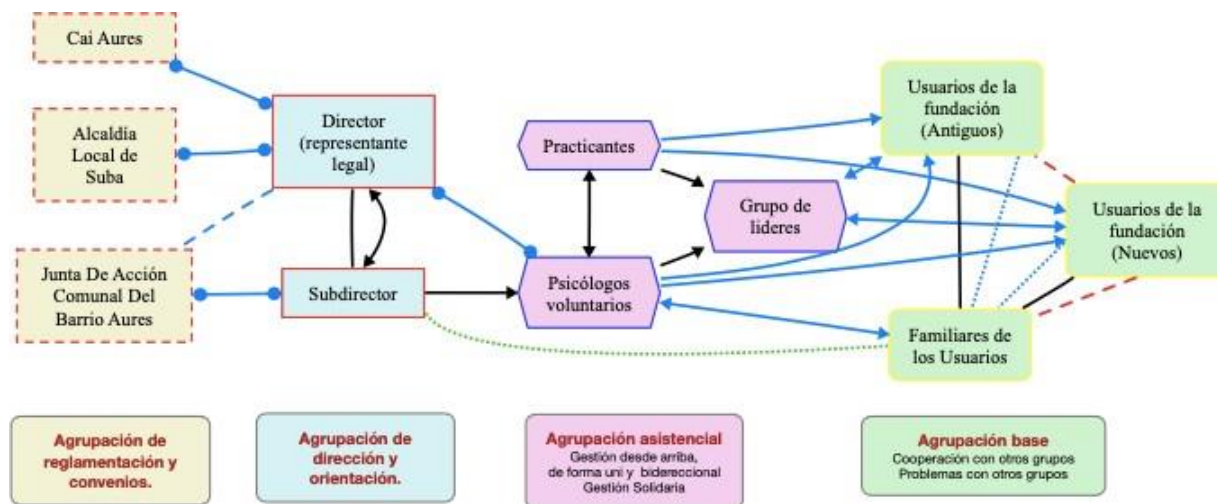 Cai Aures
Alcaldía
Local de
Suba
Junta De Acción
Comunal Del
Barrio Aures
Director
(representante
legal)
Subdirector
Practicantes
Grupo de
lideres
Psicólogos
voluntarios
Usuarios de la
fundación
(Antiguos)
Usuarios de la
fundación
(Nuevos)
Familiares de
los Usuarios
Agrupación de
reglamentación y
convenios.
Agrupación de
dirección y
orientación.
Agrupación asistencial
Gestión desde arriba,
de forma uni y bidereccional
Gestión Solidaria
Agrupación base
Cooperación con otros grupos
Problemas con otros grupos